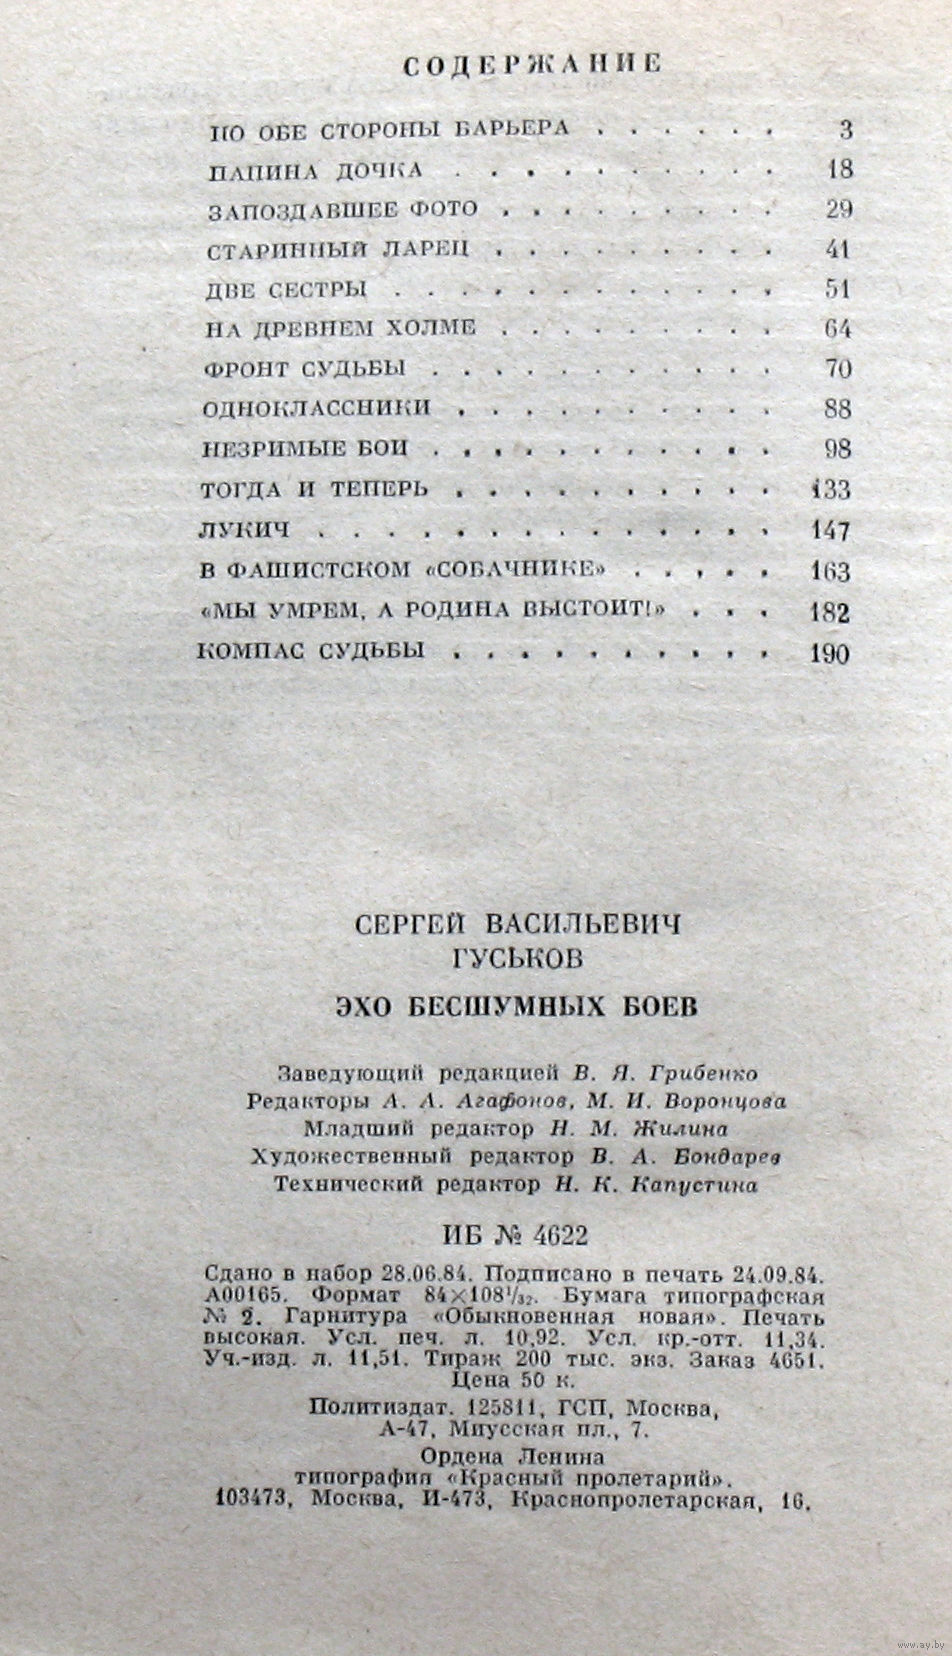 СОДЕРЖАНИЕ
ПО ОБЕ СТОРОНЫ БАРЬЕРА . . . . . . 3
ПАПИНА ДОЧКА . . . . . . . . . . 18
ЗАПОЗДАВШЕЕ ФОТО . . . . . . . . . 29
СТАРИННЫЙ ЛАРЕЦ . . . . . . . . . 41
ДВЕ СЕСТРЫ . . . . . . . . . . . . 51
НА ДРЕВНЕМ ХОЛМЕ . . . . . . . . . 64
ФРОНТ СУДЬБЫ . . . . . . . . . . . 70
ОДНОКЛАССНИКИ . . . . . . . . . . 88
НЕЗРИМЫЕ БОИ . . . . . . . . . . . 98
ТОГДА И ТЕПЕРЬ . . . . . . . . . . 133
ЛУКИЧ . . . . . . . . . . . . . . 147
В ФАШИСТСКОМ «СОБАЧНИКЕ» . . . . . 163
«МЫ УМРЕМ, А РОДИНА ВЫСТОИТ!» . . . 182
КОМПАС СУДЬБЫ . . . . . . . . . . 190
СЕРГЕЙ ВАСИЛЬЕВИЧ
ГУСЬКОВ
ЭХО БЕСШУМНЫХ БОЕВ
Заведующий редакцией В. Я. Грибенко
Редакторы А. А. Агафонов, М. И. Воронцова
Младший редактор Н. М. Жилина
Художественный редактор В. А. Бондарев
Технический редактор Н. К. Капустина
ИБ № 4622
Сдано в набор 28.06.84. Подписано в печать 24.09.84.
А00165. Формат 84×108¹/₃₂. Бумага типографская
№ 2. Гарнитура «Обыкновенная новая». Печать
высокая. Усл. печ. л. 10,92. Усл. кр.-отт. 11,34.
Уч.-изд. л. 11,51. Тираж 200 тыс. экз. Заказ 4651.
Цена 50 к.
Политиздат. 125811, ГСП, Москва,
А-47, Миусская пл., 7.
Ордена Ленина
типография «Красный пролетарий».
103473, Москва, И-473, Краснопролетарская, 16.
www.ay.by